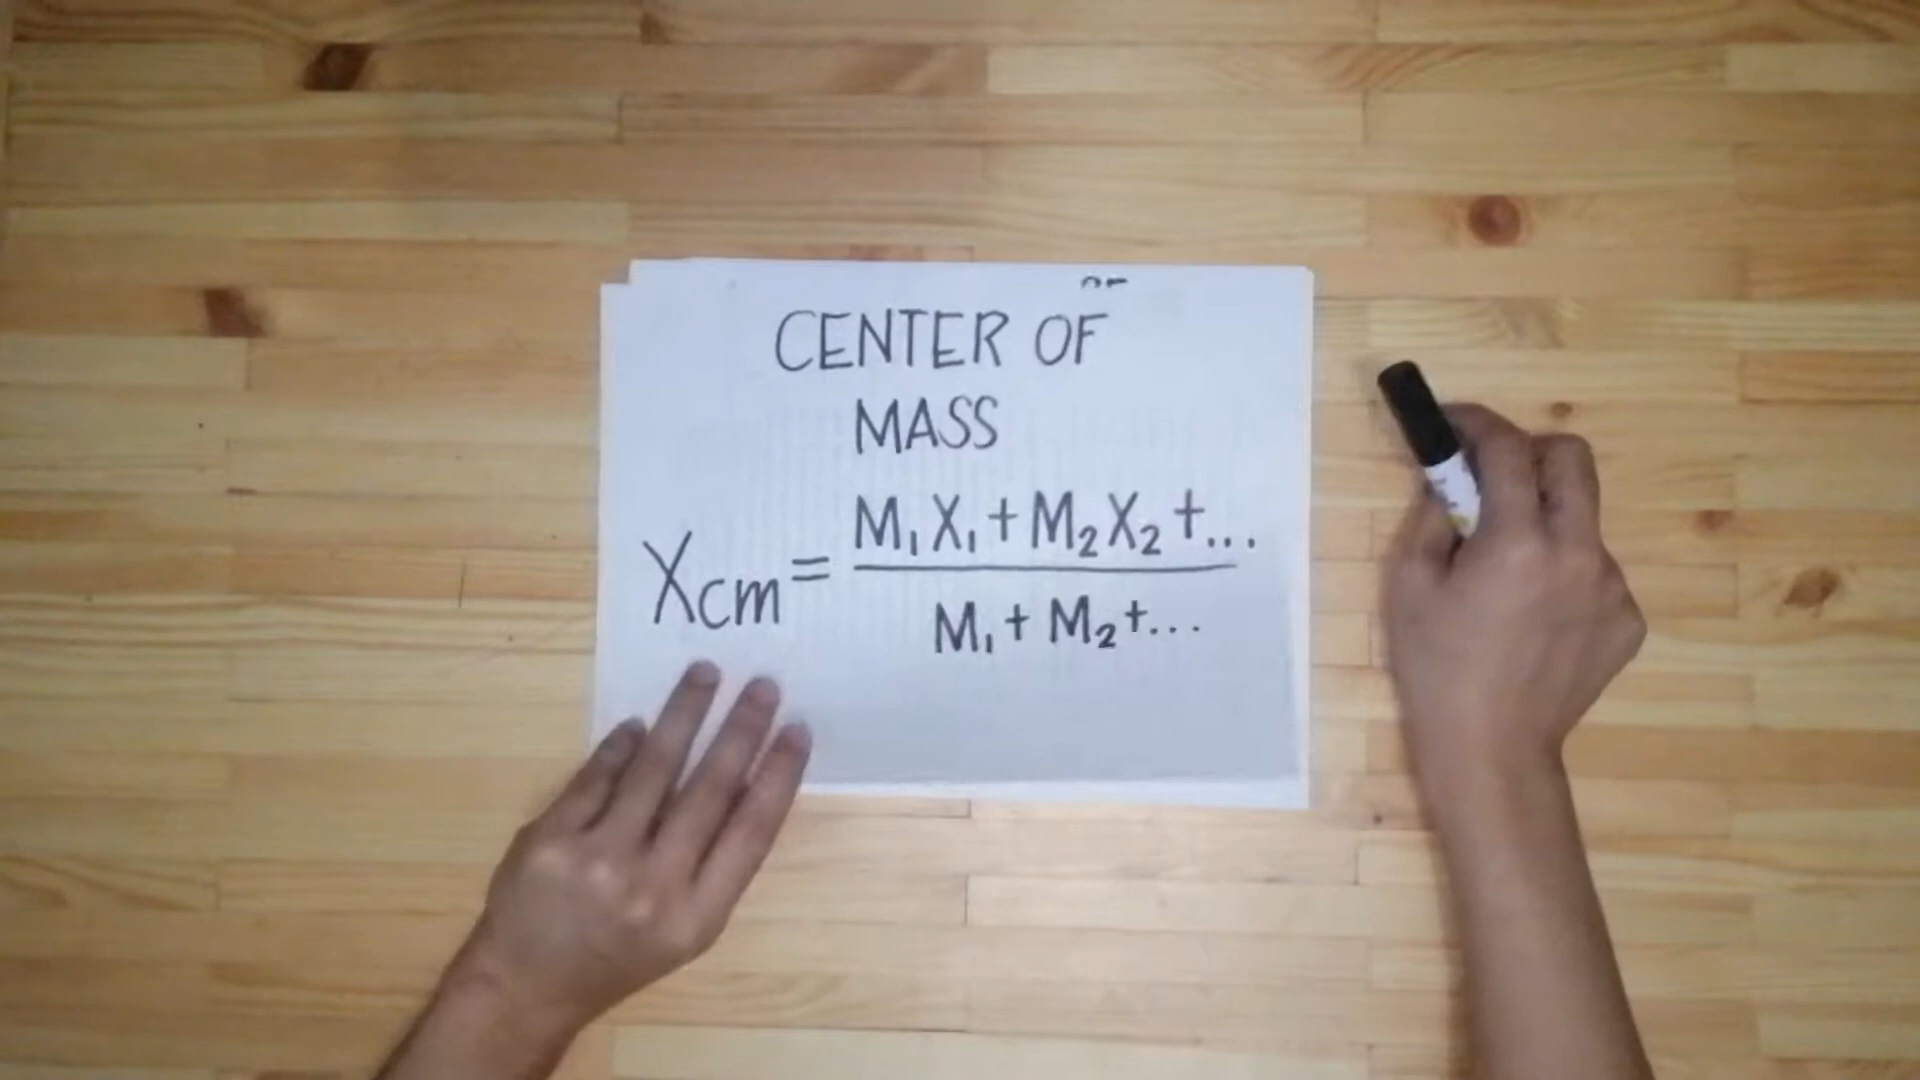 CENTER OF
MASS
Xcm = M₁X₁ + M₂X₂ +...
M₁ + M₂ +...